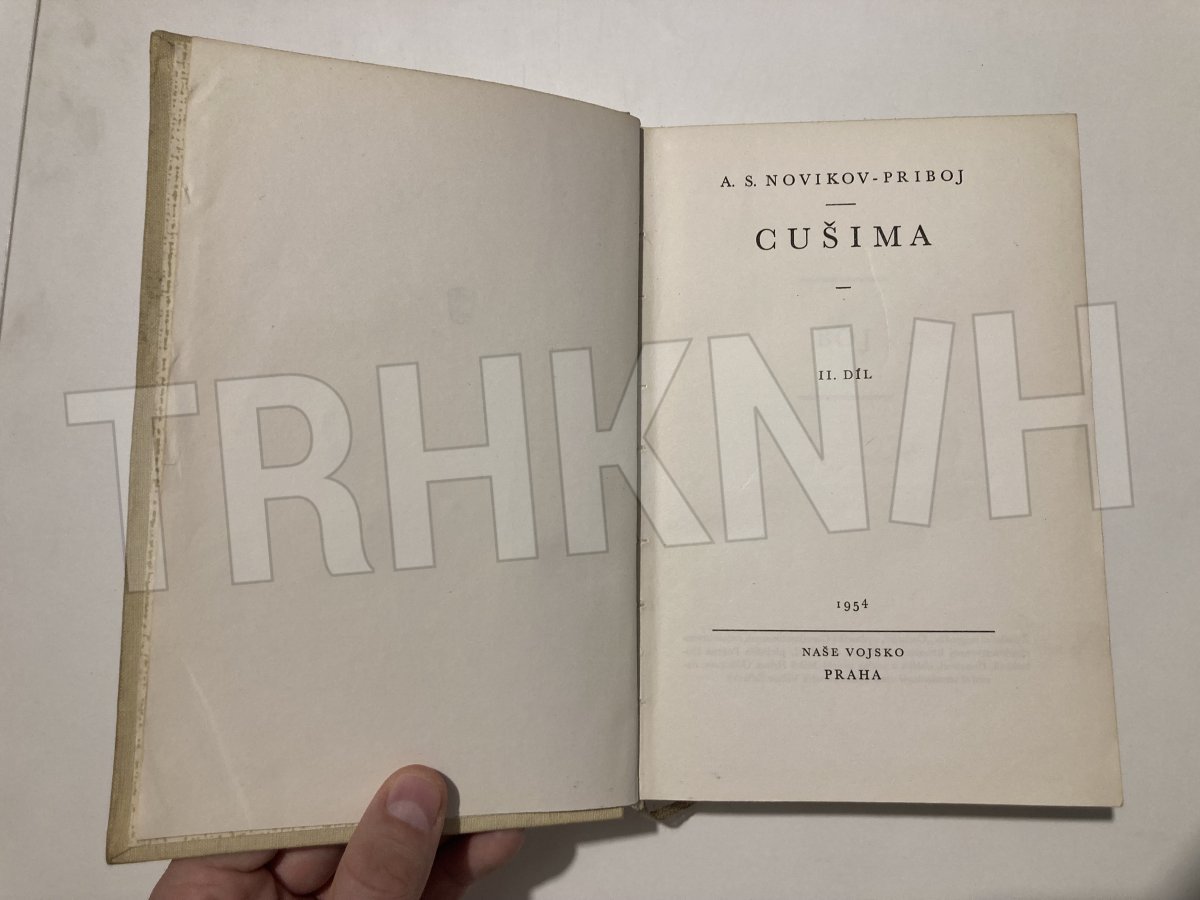 A. S. NOVIKOV-PRIBOJ
CUŠIMA
II. DÍL
TRHKNIH
1954
NAŠE VOJSKO
PRAHA